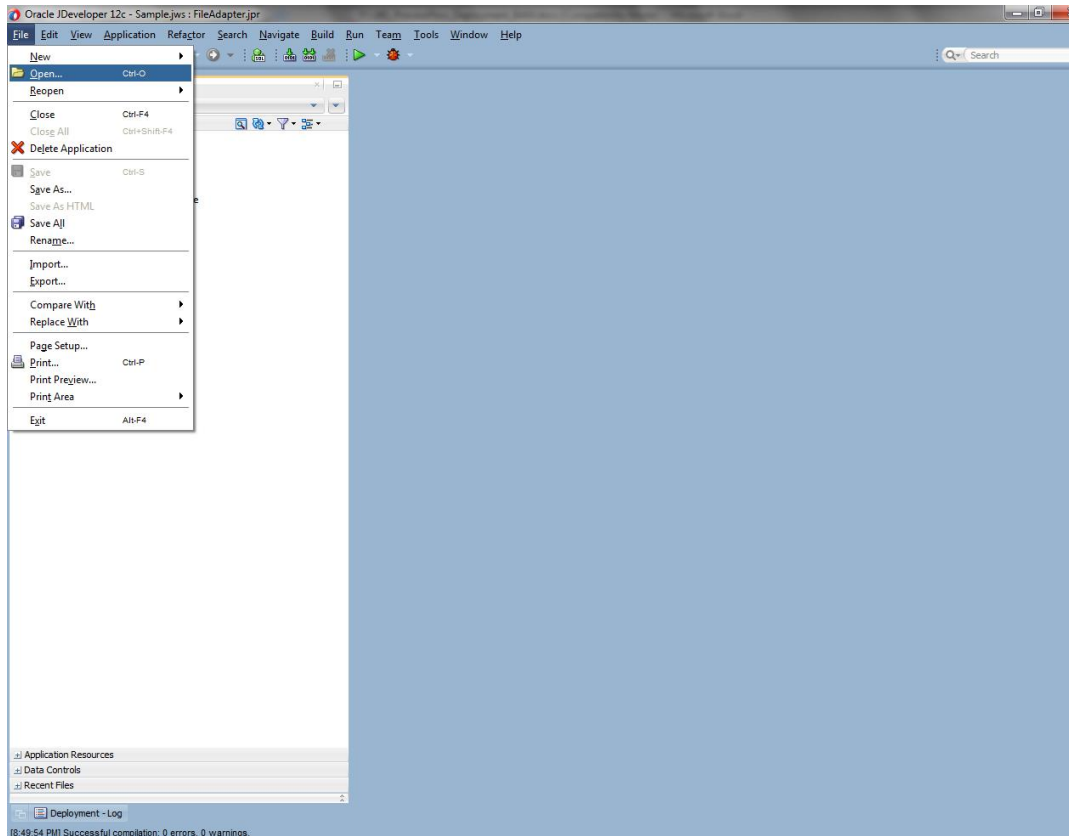 Oracle JDeveloper 12c - Sample.jws : FileAdapter.jpr
File Edit View Application Refactor Search Navigate Build Run Team Tools Window Help
Search
New
Open... Ctrl-O
Reopen
Close Ctrl-F4
Close All Ctrl+Shift-F4
Delete Application
Save Ctrl-S
Save As...
Save As HTML
Save All
Rename...
Import...
Export...
Compare With
Replace With
Page Setup...
Print... Ctrl-P
Print Preview...
Print Area
Exit Alt-F4
Application Resources
Data Controls
Recent Files
Deployment - Log
[8:49:54 PM] Successful compilation: 0 errors, 0 warnings.